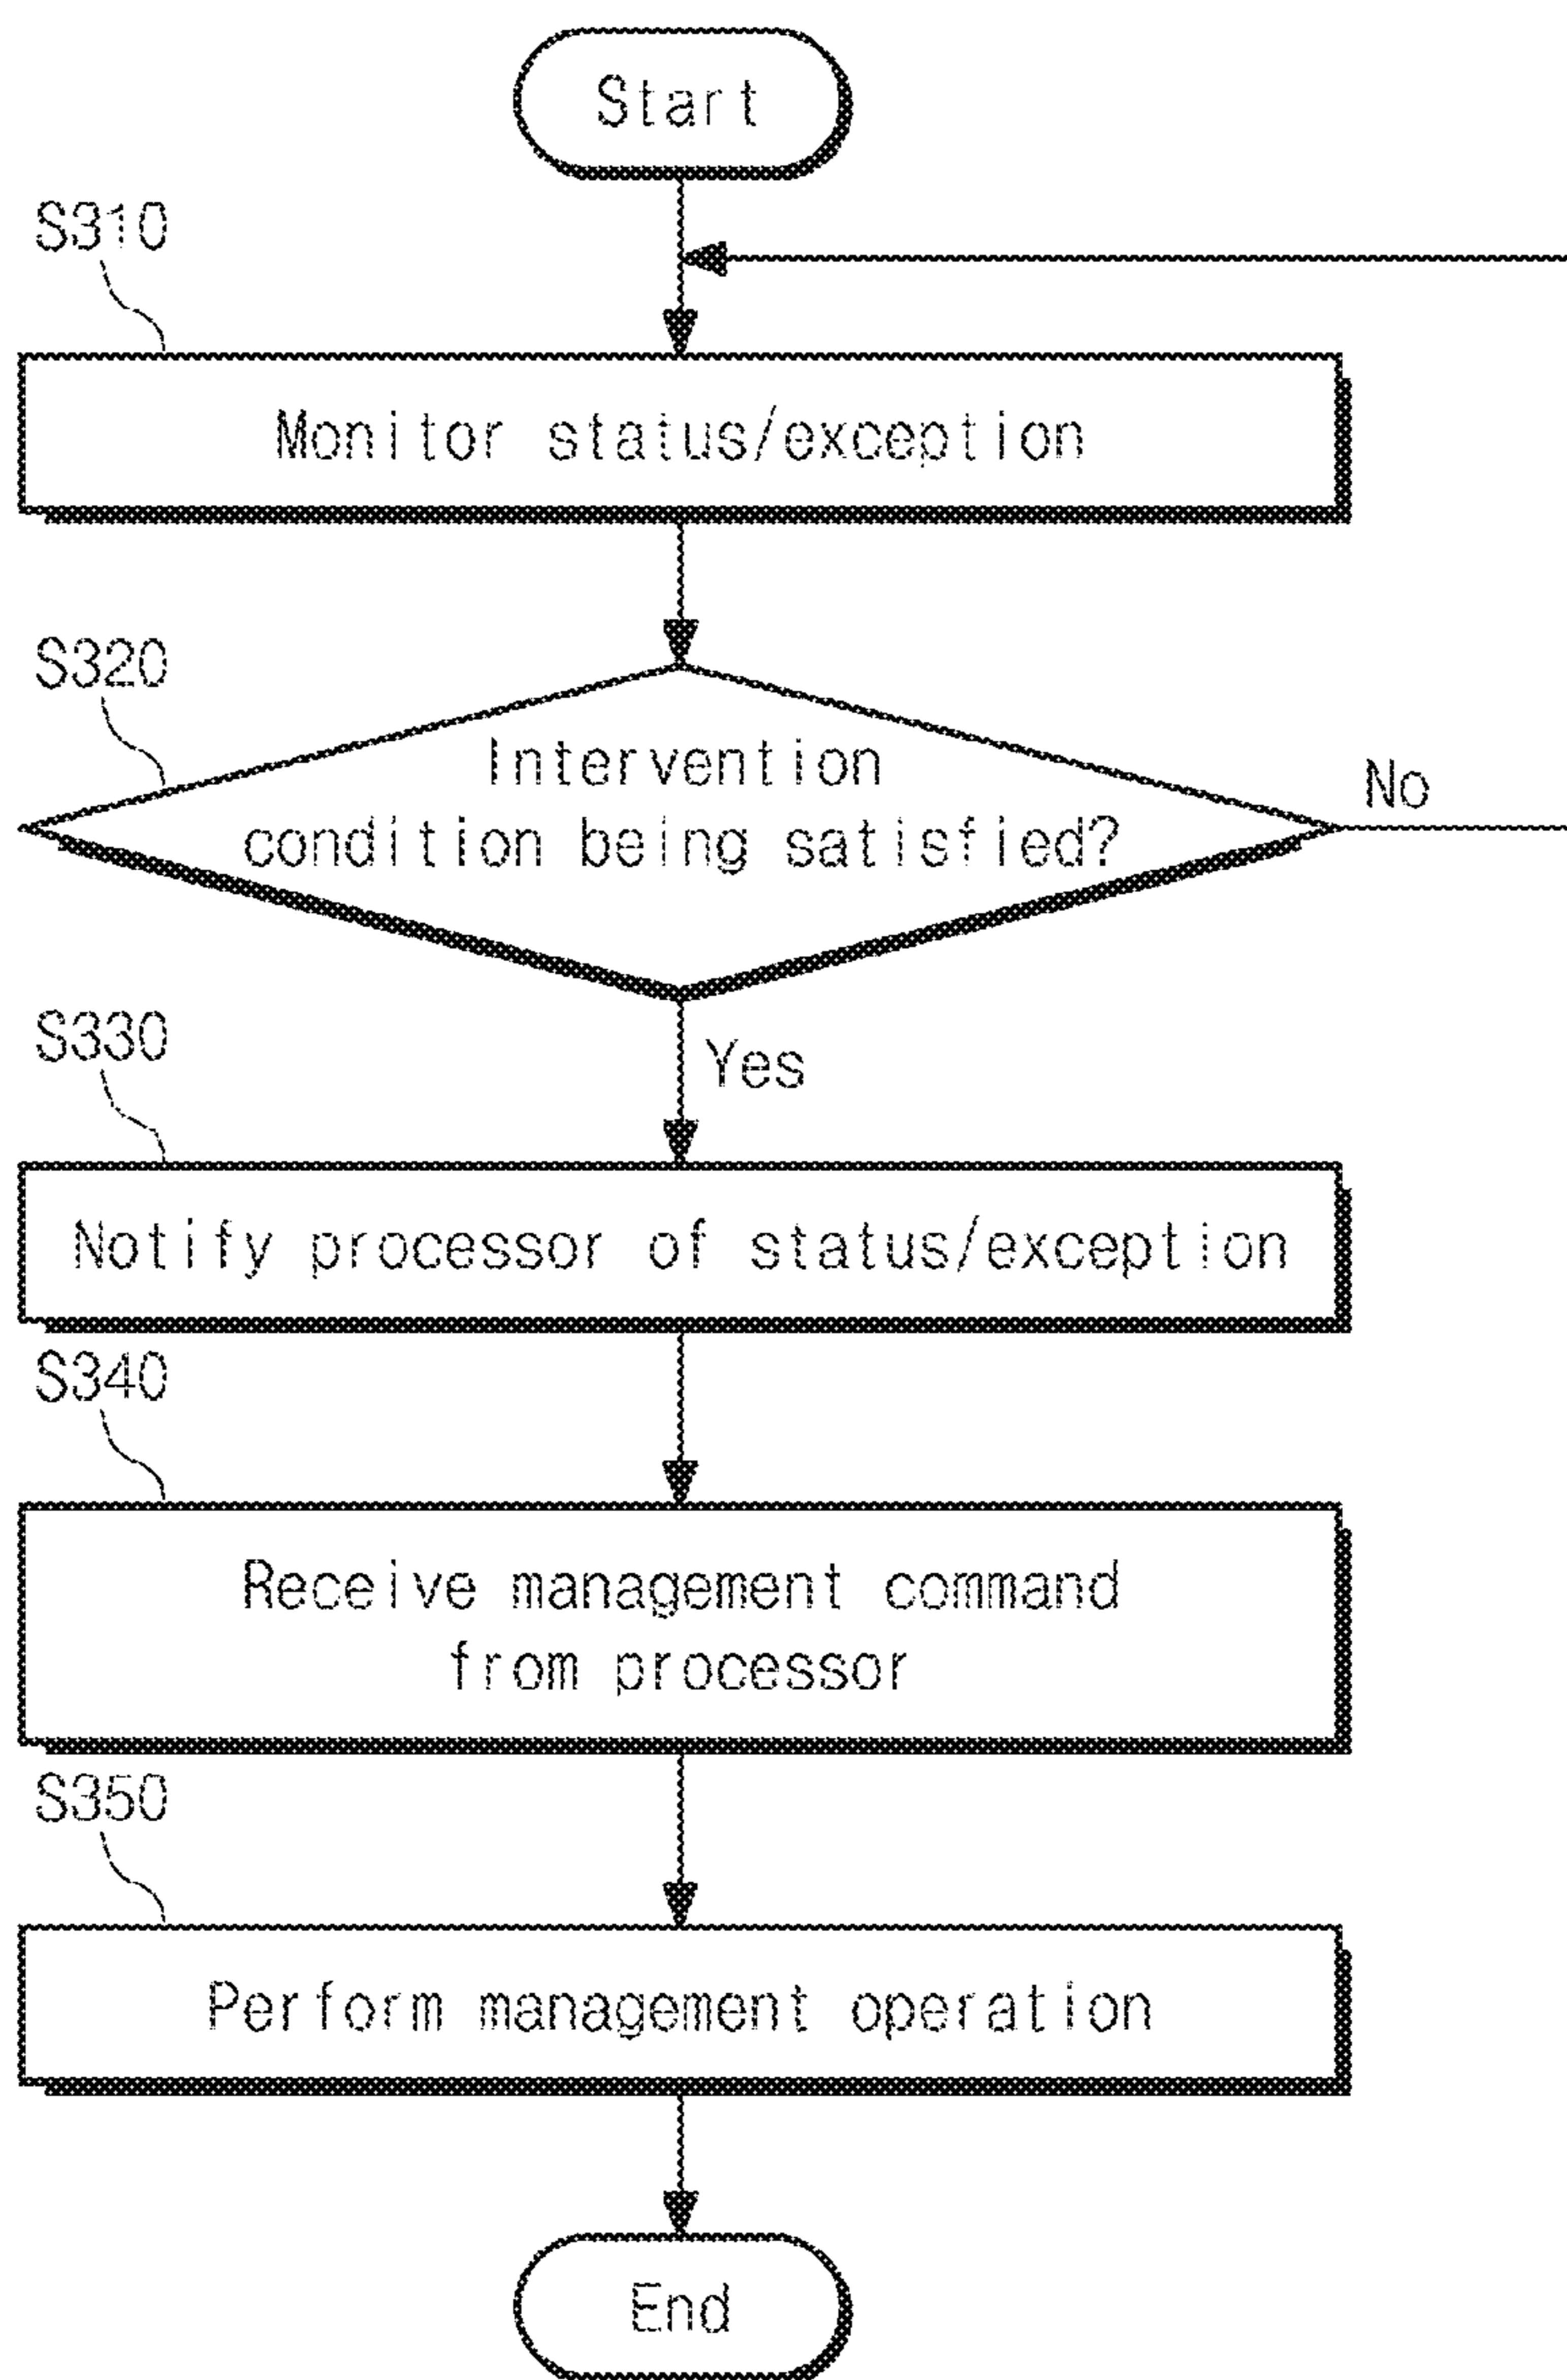 Start
S310
Monitor status/exception
S320
Intervention
condition being satisfied?
No
S330
Yes
Notify processor of status/exception
S340
Receive management command
from processor
S350
Perform management operation
End